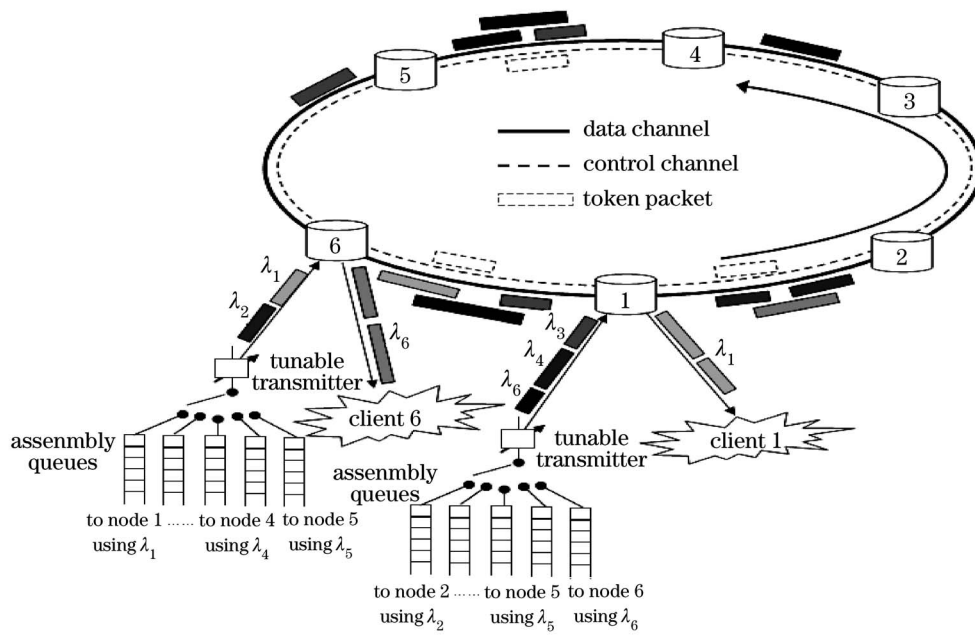 5
4
3
data channel
control channel
token packet
6
2
1
λ1
λ2
λ6
tunable
transmitter
client 6
assenmbly
queues
to node 1 ...... to node 4 to node 5
using λ1 using λ4 using λ5
λ3
λ4
λ6
λ1
tunable
transmitter
client 1
assenmbly
queues
to node 2 ...... to node 5 to node 6
using λ2 using λ5 using λ6